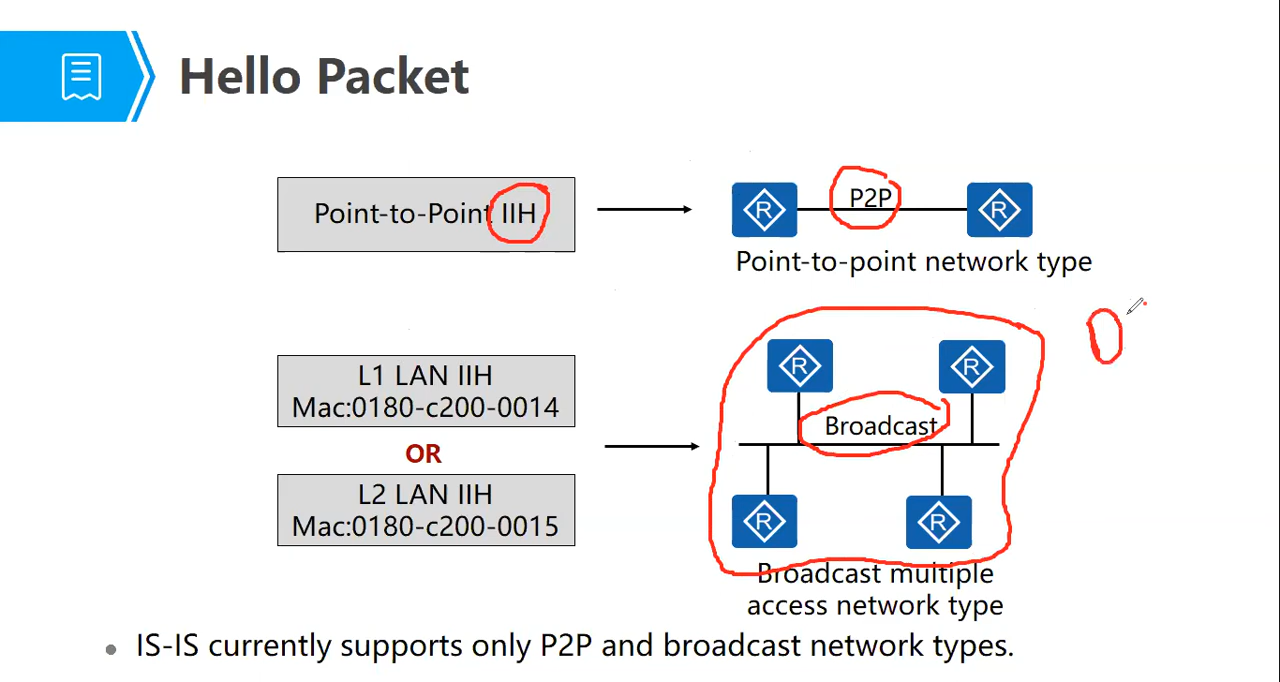 Hello Packet
Point-to-Point IIH
R
P2P
R
Point-to-point network type
L1 LAN IIH
Mac:0180-c200-0014
OR
L2 LAN IIH
Mac:0180-c200-0015
R
R
Broadcast
R
R
Broadcast multiple
access network type
• IS-IS currently supports only P2P and broadcast network types.